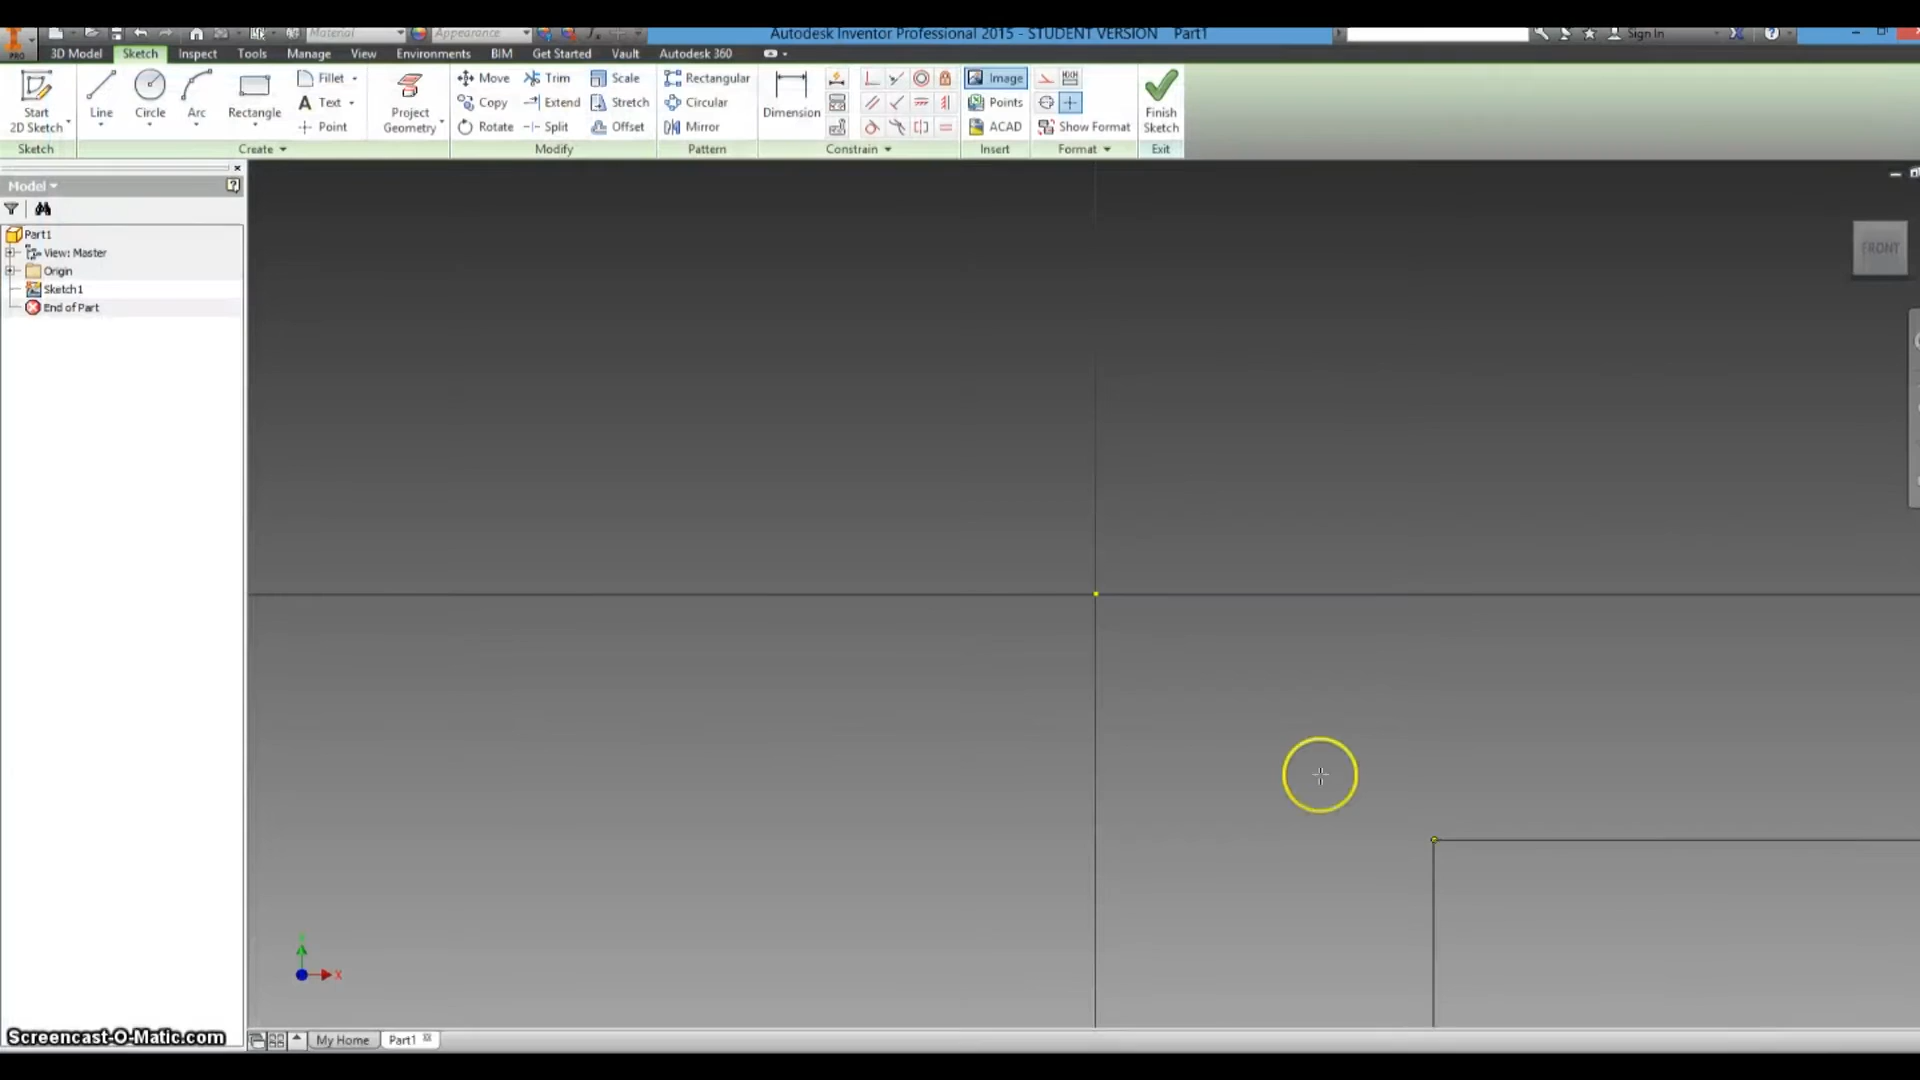 Material
Appearance
Autodesk Inventor Professional 2015 - STUDENT VERSION Part1
Sign In
PRO
3D Model Sketch Inspect Tools Manage View Environments BIM Get Started Vault Autodesk 360
Start
2D Sketch
Line
Circle
Arc
Rectangle
Fillet
Text
Point
Project
Geometry
Move
Copy
Rotate
Trim
Extend
Split
Scale
Stretch
Offset
Rectangular
Circular
Mirror
Dimension
Image
Points
ACAD
Show Format
Finish
Sketch
Sketch Create Modify Pattern Constrain Insert Format Exit
Model
Part1
View: Master
Origin
Sketch1
End of Part
FRONT
X
Screencast-O-Matic.com
My Home
Part1